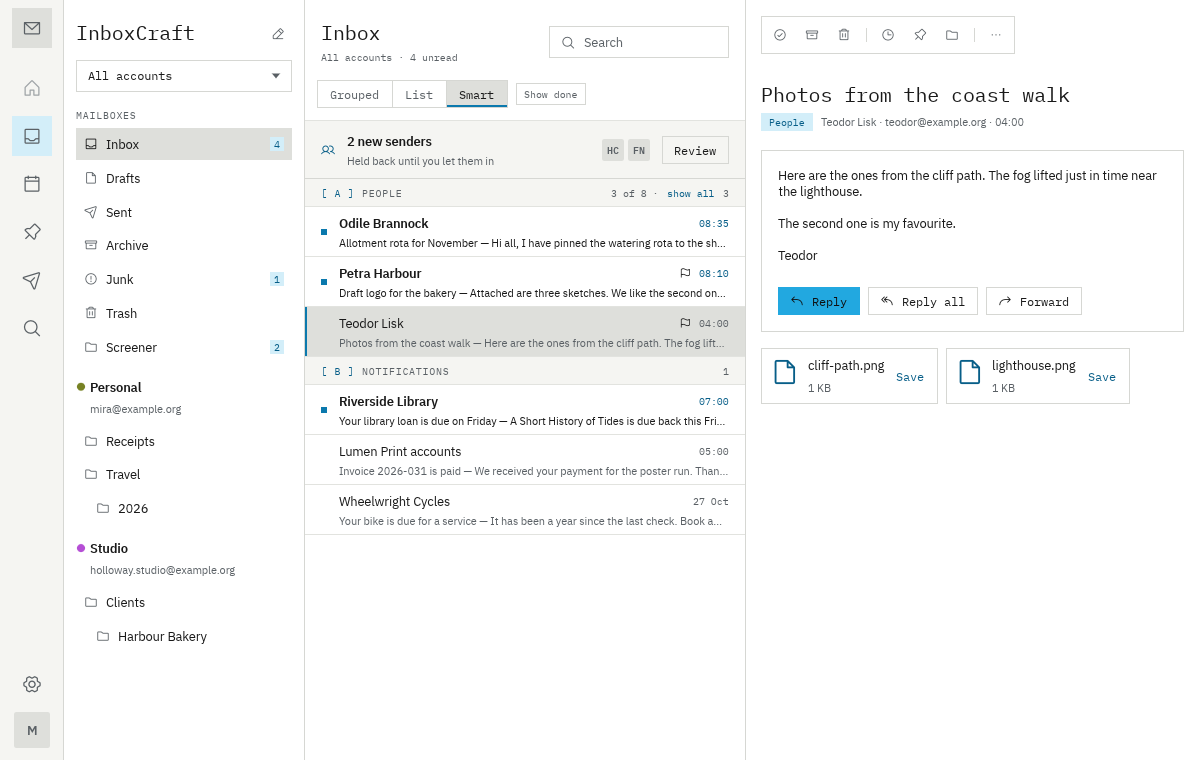 InboxCraft
All accounts
MAILBOXES
Inbox 4
Drafts
Sent
Archive
Junk 1
Trash
Screener 2
Personal
mira@example.org
Receipts
Travel
2026
Studio
holloway.studio@example.org
Clients
Harbour Bakery
M
Inbox
All accounts · 4 unread
Search
Grouped List Smart Show done
2 new senders
Held back until you let them in
HC FN Review
[ A ] PEOPLE 3 of 8 · show all 3
Odile Brannock 08:35
Allotment rota for November — Hi all, I have pinned the watering rota to the sh...
Petra Harbour 08:10
Draft logo for the bakery — Attached are three sketches. We like the second on...
Teodor Lisk 04:00
Photos from the coast walk — Here are the ones from the cliff path. The fog lift...
[ B ] NOTIFICATIONS 1
Riverside Library 07:00
Your library loan is due on Friday — A Short History of Tides is due back this Fri...
Lumen Print accounts 05:00
Invoice 2026-031 is paid — We received your payment for the poster run. Than...
Wheelwright Cycles 27 Oct
Your bike is due for a service — It has been a year since the last check. Book a...
Photos from the coast walk
People Teodor Lisk · teodor@example.org · 04:00
Here are the ones from the cliff path. The fog lifted just in time near
the lighthouse.
The second one is my favourite.
Teodor
Reply Reply all Forward
cliff-path.png
1 KB
Save
lighthouse.png
1 KB
Save